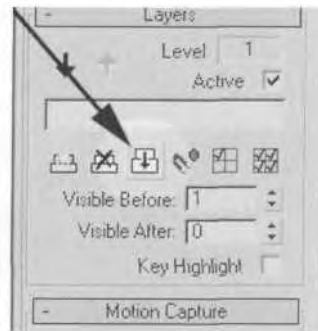 - Layers
Level 1
Active
Visible Before: 1
Visible After: 0
Key Highlight
- Motion Capture